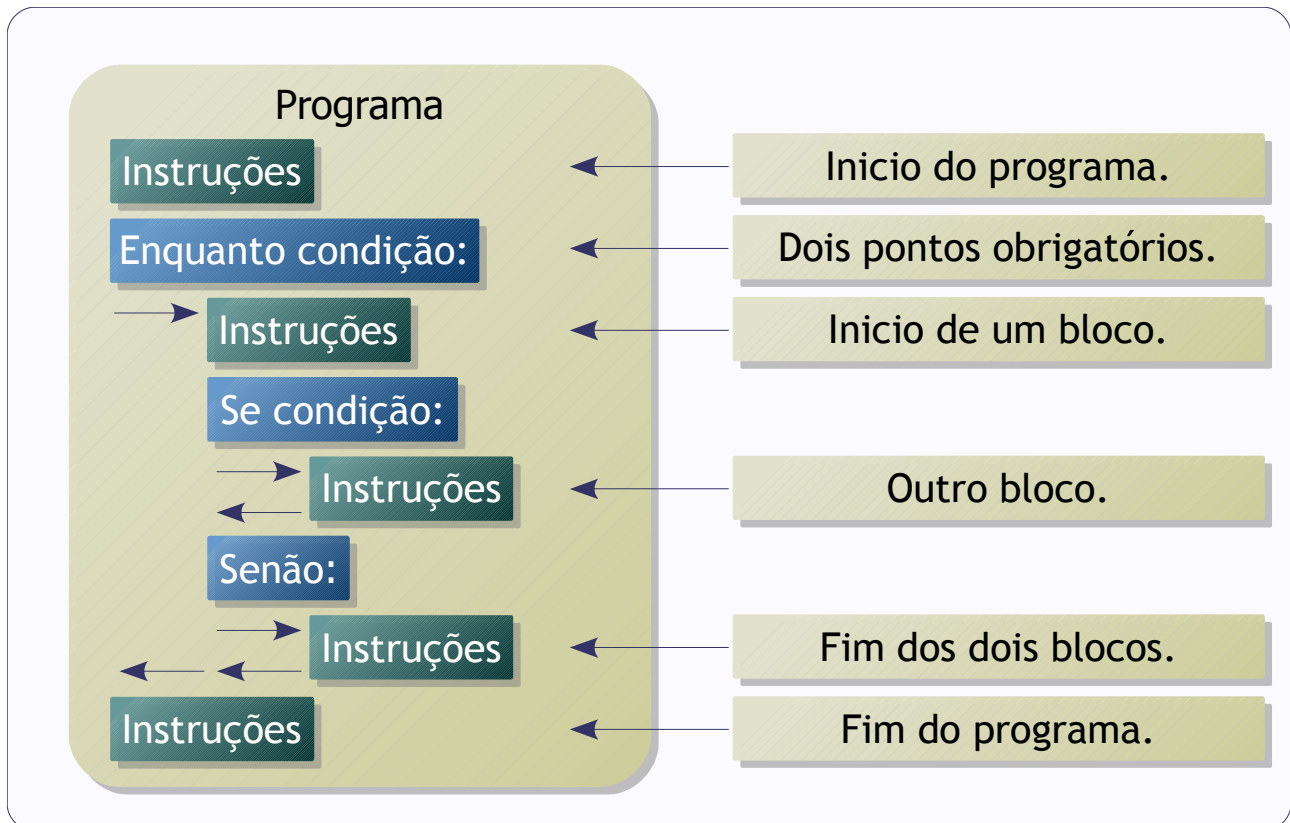 Programa
Instruções
Inicio do programa.
Enquanto condição:
Dois pontos obrigatórios.
Instruções
Inicio de um bloco.
Se condição:
Instruções
Outro bloco.
Senão:
Instruções
Fim dos dois blocos.
Instruções
Fim do programa.